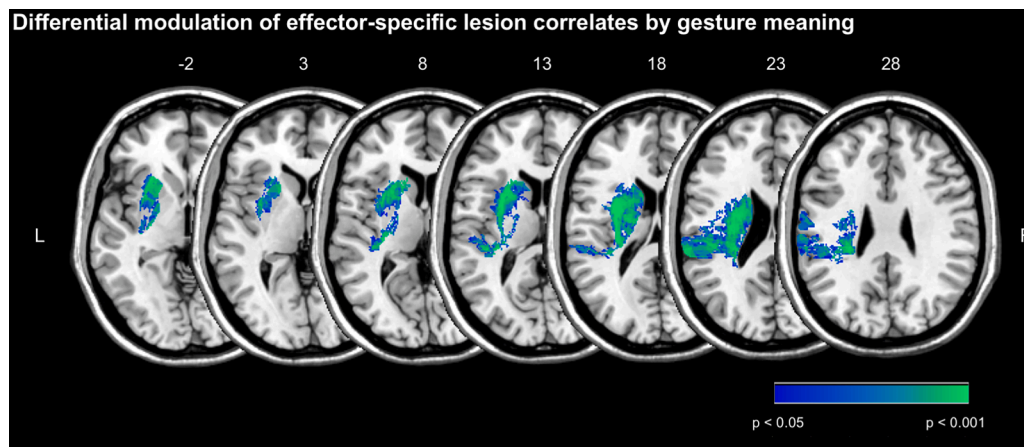 Differential modulation of effector-specific lesion correlates by gesture meaning
-2 3 8 13 18 23 28
L
p < 0.05 p < 0.001